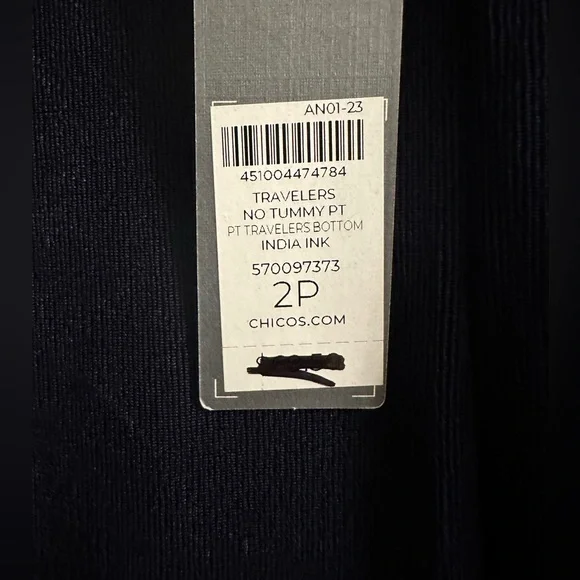 AN01-23
451004474784
TRAVELERS
NO TUMMY PT
PT TRAVELERS BOTTOM
INDIA INK
570097373
2P
CHICOS.COM